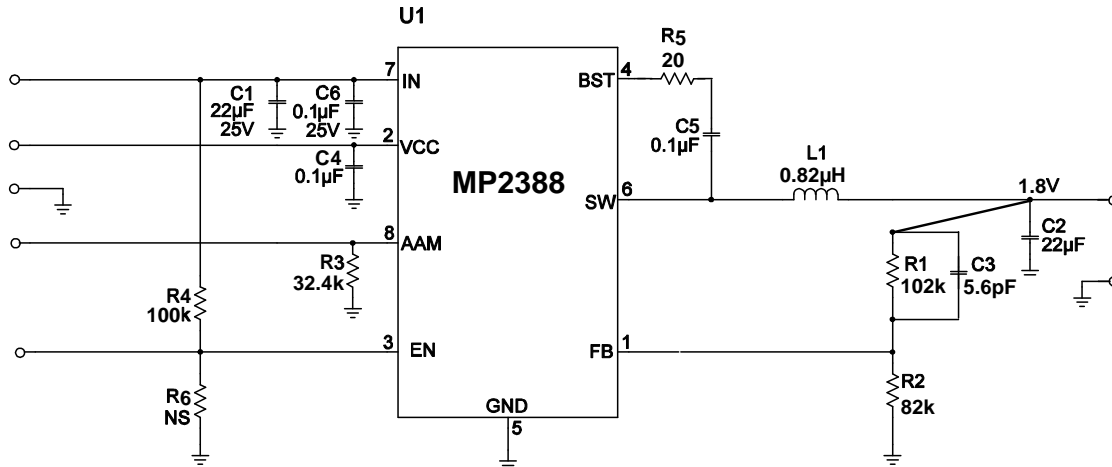 U1
7
IN
C1
22µF
25V
C6
0.1µF
25V
2
VCC
C4
0.1µF
MP2388
8
AAM
R3
32.4k
R4
100k
3
EN
R6
NS
GND
5
BST
4
R5
20
C5
0.1µF
SW
6
L1
0.82µH
1.8V
C2
22µF
R1
102k
C3
5.6pF
FB
1
R2
82k